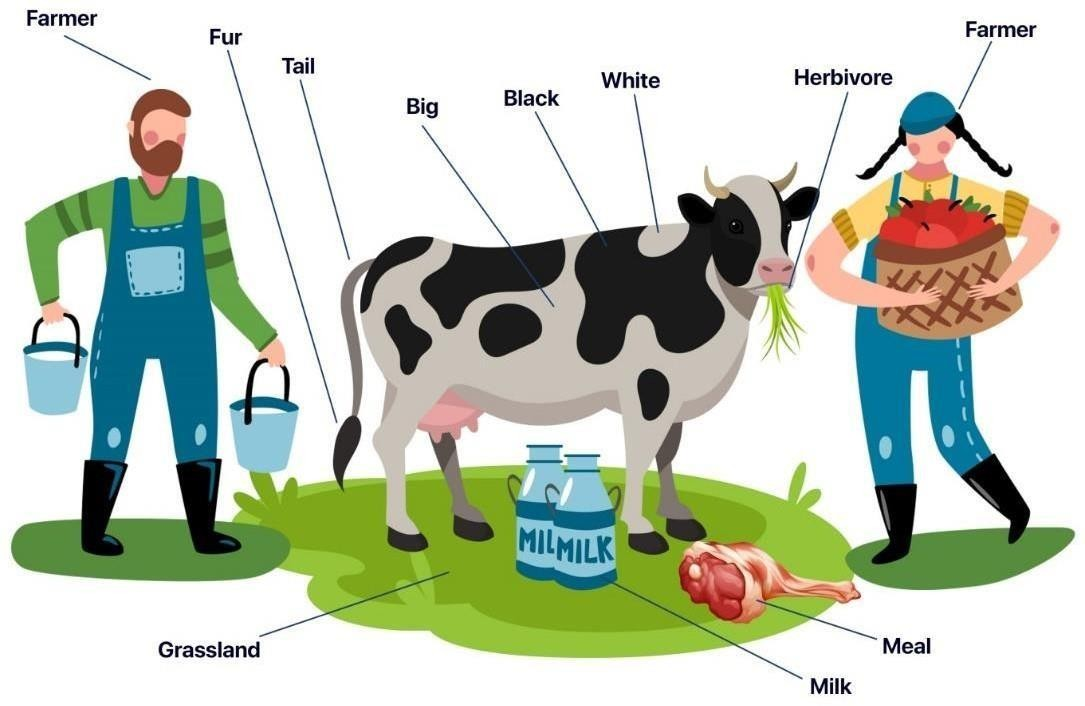 Farmer
Fur
Tail
Big
Black
White
Herbivore
Farmer
MIL
MILK
Grassland
Meal
Milk